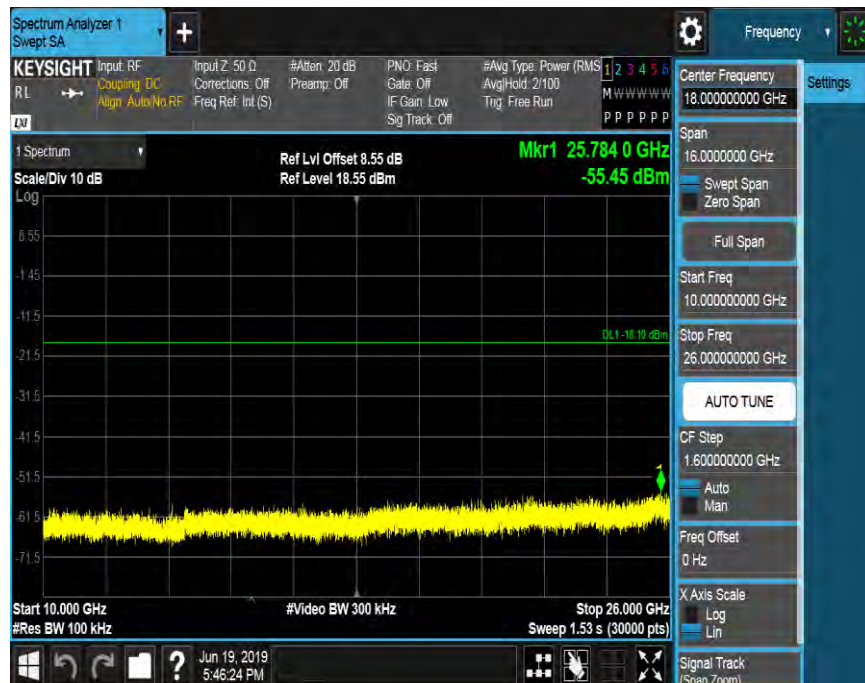 Spectrum Analyzer 1
Swept SA
Frequency
KEYSIGHT
RL
LXI
Input: RF
Coupling: DC
Align: Auto/No RF
Input Z: 50 Ω
Corrections: Off
Freq Ref: Int (S)
#Atten: 20 dB
Preamp: Off
PNO: Fast
Gate: Off
IF Gain: Low
Sig Track: Off
#Avg Type: Power (RMS
Avg|Hold: 2/100
Trig: Free Run
1 2 3 4 5 6
M W W W W W
P P P P P P
Center Frequency
18.000000000 GHz
Settings
Span
16.0000000 GHz
Swept Span
Zero Span
Full Span
Start Freq
10.000000000 GHz
Stop Freq
26.000000000 GHz
AUTO TUNE
CF Step
1.600000000 GHz
Auto
Man
Freq Offset
0 Hz
X Axis Scale
Log
Lin
Signal Track
(Span Zoom)
1 Spectrum
Scale/Div 10 dB
Ref Lvl Offset 8.55 dB
Ref Level 18.55 dBm
Mkr1 25.784 0 GHz
-55.45 dBm
Log
8.55
-1.45
-11.5
DL1 -18.10 dBm
-21.5
-31.5
-41.5
-51.5
-61.5
-71.5
Start 10.000 GHz
#Video BW 300 kHz
Stop 26.000 GHz
#Res BW 100 kHz
Sweep 1.53 s (30000 pts)
?
Jun 19, 2019
5:46:24 PM